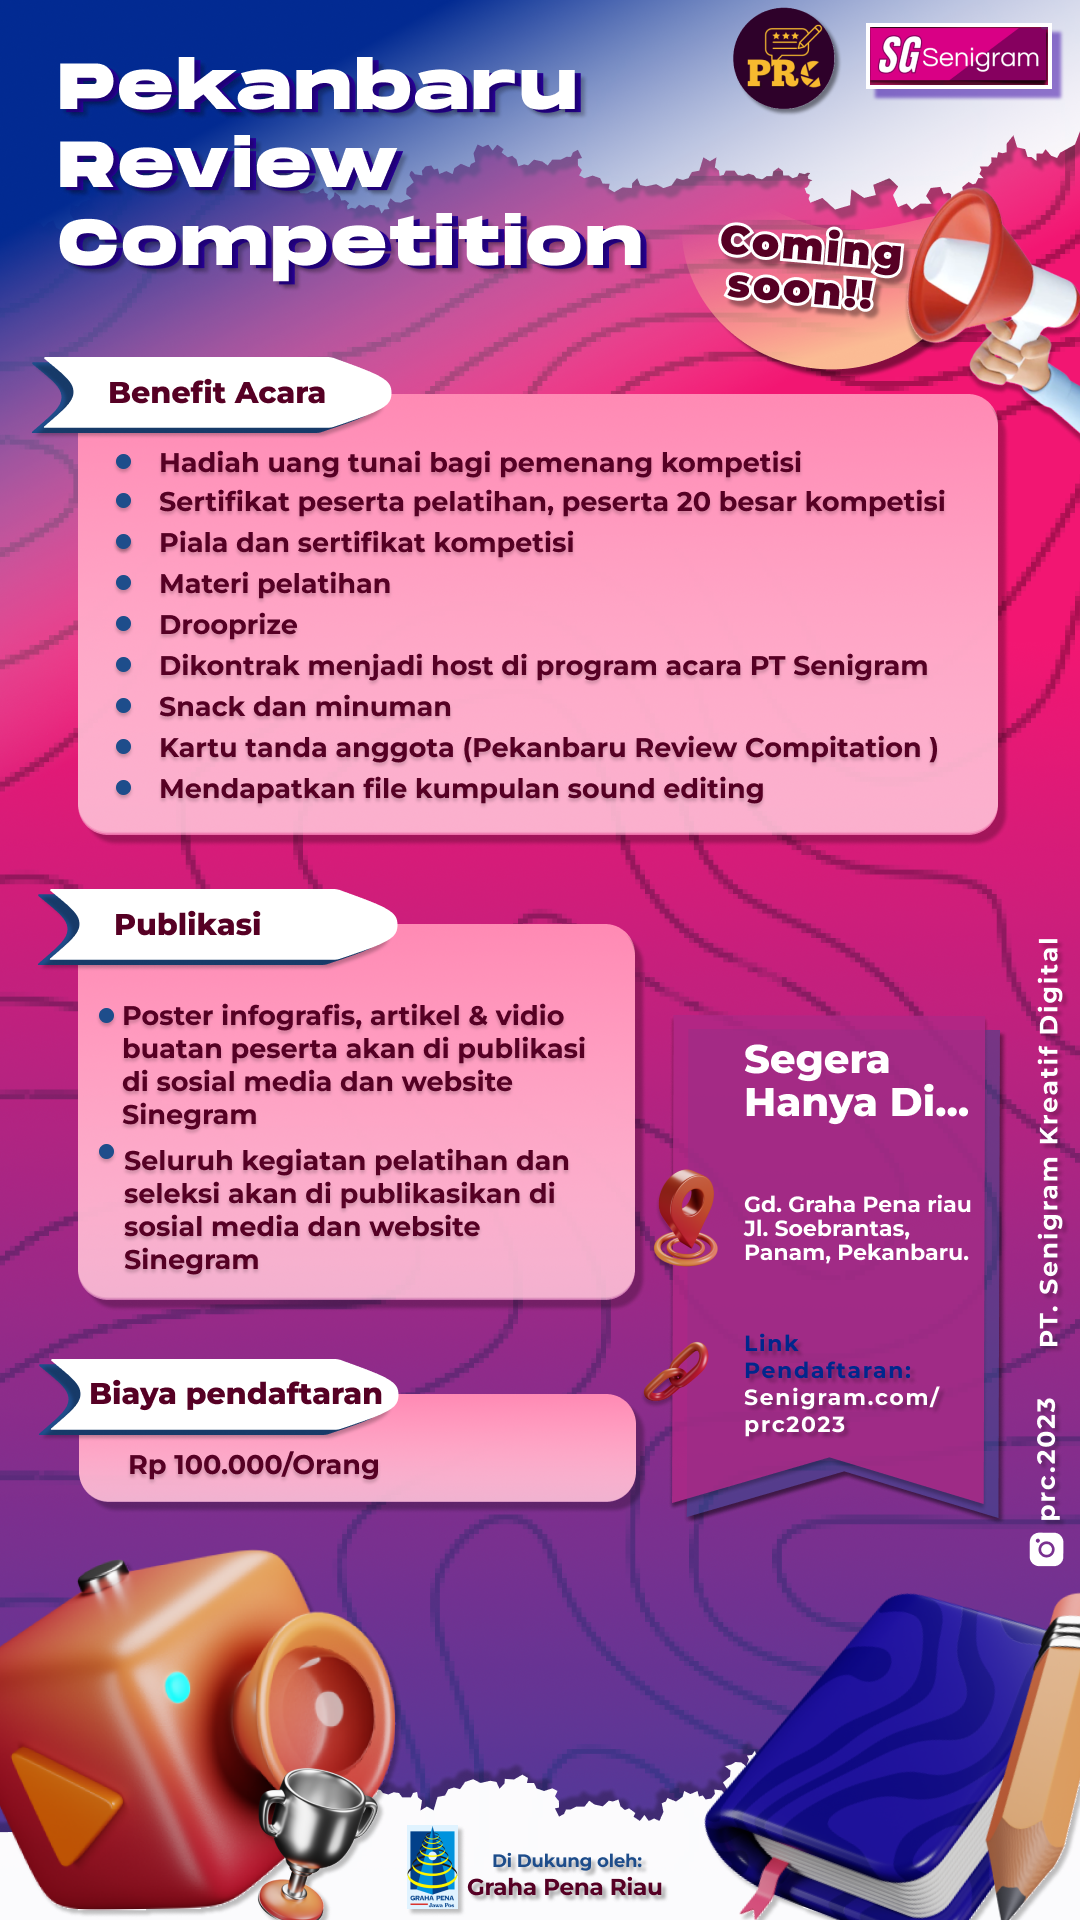 Pekanbaru
Review
Competition
PRC
SG Senigram
Coming
soon!!
Benefit Acara
Hadiah uang tunai bagi pemenang kompetisi
Sertifikat peserta pelatihan, peserta 20 besar kompetisi
Piala dan sertifikat kompetisi
Materi pelatihan
Drooprize
Dikontrak menjadi host di program acara PT Senigram
Snack dan minuman
Kartu tanda anggota (Pekanbaru Review Compitation )
Mendapatkan file kumpulan sound editing
Publikasi
Poster infografis, artikel & vidio
buatan peserta akan di publikasi
di sosial media dan website
Sinegram
Seluruh kegiatan pelatihan dan
seleksi akan di publikasikan di
sosial media dan website
Sinegram
Segera
Hanya Di...
Gd. Graha Pena riau
Jl. Soebrantas,
Panam, Pekanbaru.
Link
Pendaftaran:
Senigram.com/
prc2023
Biaya pendaftaran
Rp 100.000/Orang
PT. Senigram Kreatif Digital
prc.2023
GRAHA PENA
Jawa Pos
Di Dukung oleh:
Graha Pena Riau